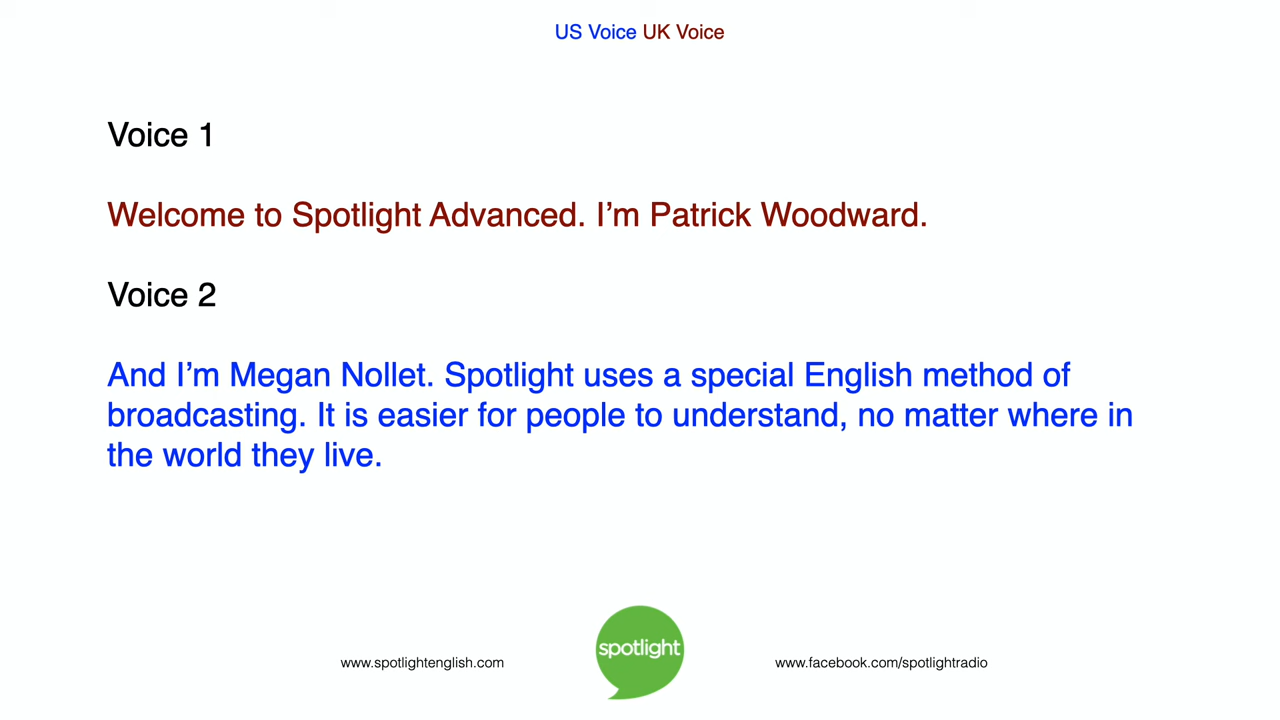 US Voice UK Voice
Voice 1
Welcome to Spotlight Advanced. I’m Patrick Woodward.
Voice 2
And I’m Megan Nollet. Spotlight uses a special English method of
broadcasting. It is easier for people to understand, no matter where in
the world they live.
www.spotlightenglish.com
spotlight
www.facebook.com/spotlightradio